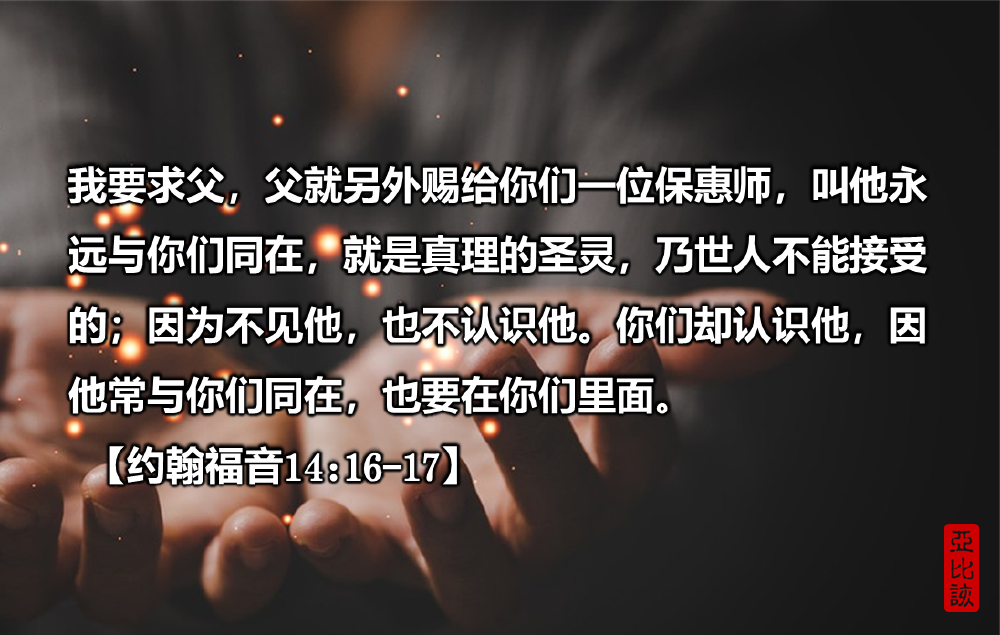 我要求父，父就另外赐给你们一位保惠师，叫他永
远与你们同在，就是真理的圣灵，乃世人不能接受
的；因为不见他，也不认识他。你们却认识他，因
他常与你们同在，也要在你们里面。
【约翰福音14:16-17】
亞比該